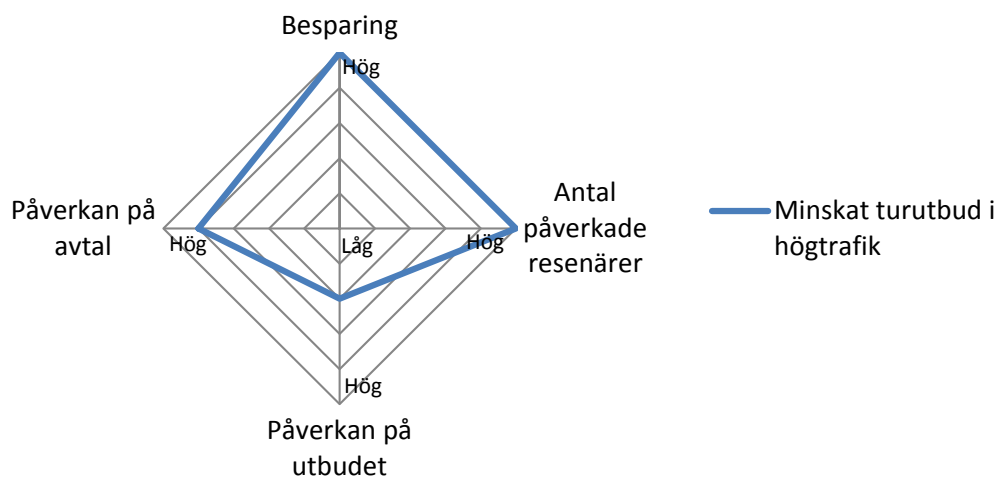 Besparing
Hög
Påverkan på
avtal
Hög
Låg
Hög
Antal
påverkade
resenärer
Minskat turutbud i
högtrafik
Hög
Påverkan på
utbudet